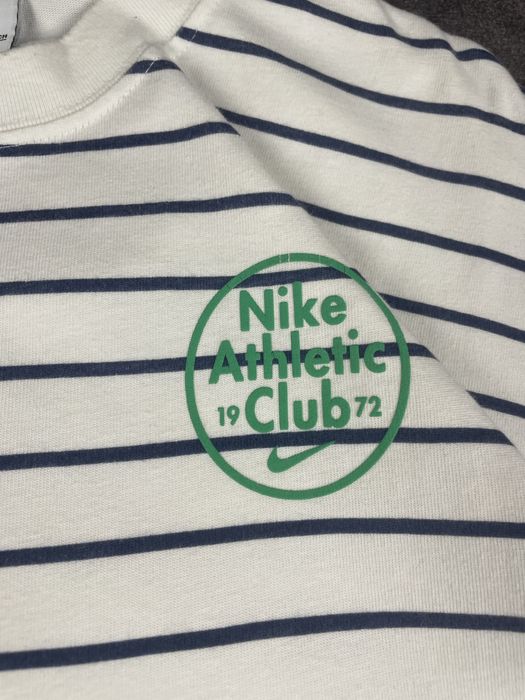 Nike
Athletic
19 Club 72